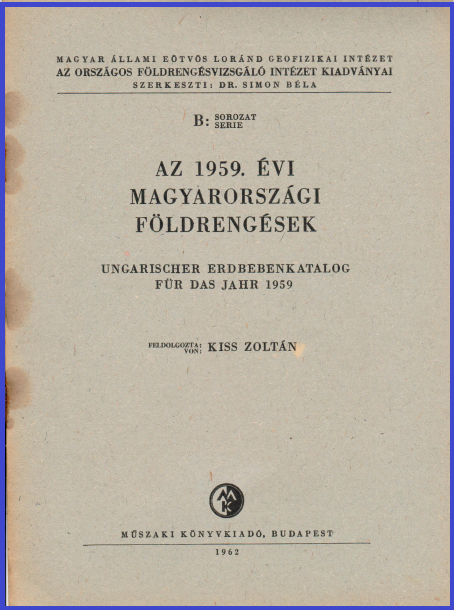 MAGYAR ÁLLAMI EÖTVÖS LORÁND GEOFIZIKAI INTÉZET
AZ ORSZÁGOS FÖLDRENGÉSVIZSGÁLÓ INTÉZET KIADVÁNYAI
SZERKESZTI: DR. SIMON BÉLA
B: SOROZAT
SERIE
AZ 1959. ÉVI
MAGYARORSZÁGI
FÖLDRENGÉSEK
UNGARISCHER ERDBEBENKATALOG
FÜR DAS JAHR 1959
FELDOLGOZTA:
VON: KISS ZOLTÁN
MK
MŰSZAKI KÖNYVKIADÓ, BUDAPEST
1962